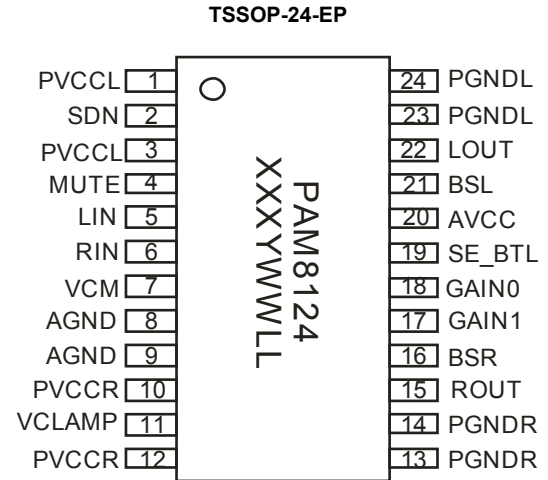 TSSOP-24-EP
PVCCL 1
SDN 2
PVCCL 3
MUTE 4
LIN 5
RIN 6
VCM 7
AGND 8
AGND 9
PVCCR 10
VCLAMP 11
PVCCR 12
PAM8124
XXXYWWLL
24 PGNDL
23 PGNDL
22 LOUT
21 BSL
20 AVCC
19 SE_BTL
18 GAIN0
17 GAIN1
16 BSR
15 ROUT
14 PGNDR
13 PGNDR